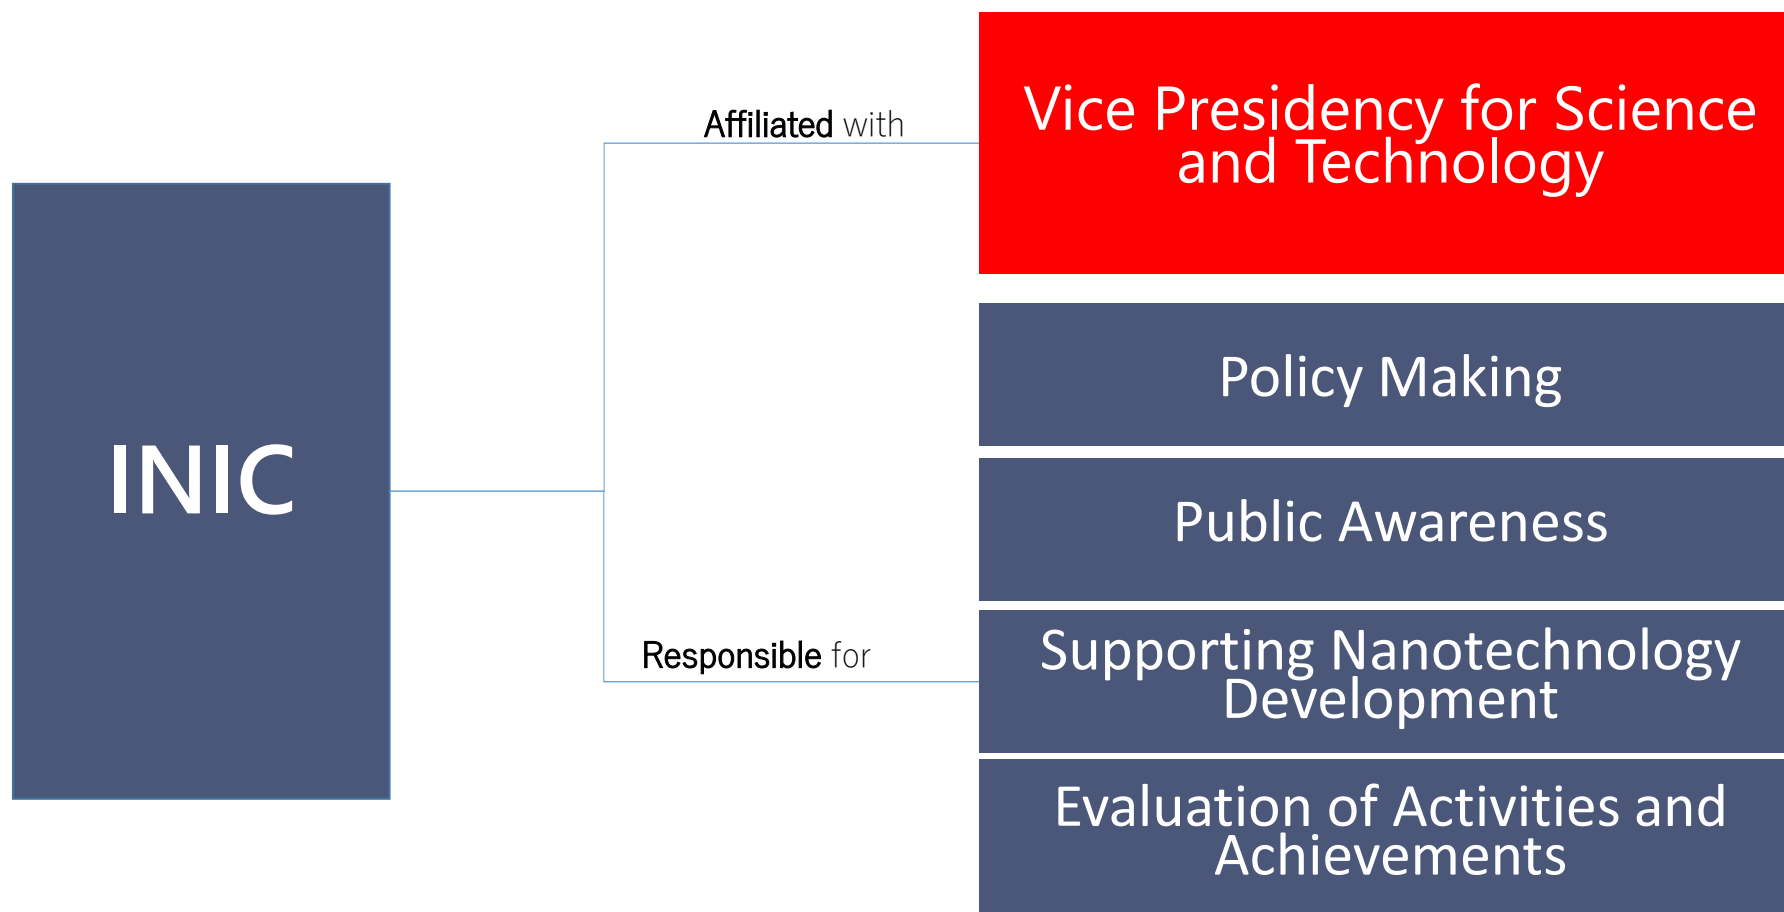 INIC
Affiliated with
Vice Presidency for Science
and Technology
Policy Making
Public Awareness
Responsible for
Supporting Nanotechnology
Development
Evaluation of Activities and
Achievements